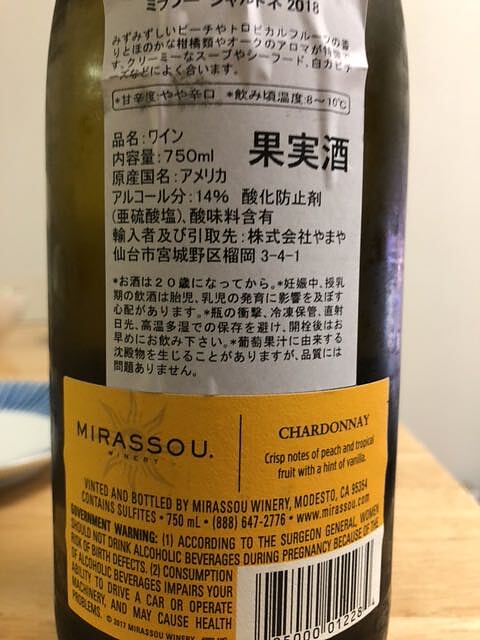 ミラスー シャルドネ 2018
みずみずしいピーチやトロピカルフルーツの香
りとほのかな柑橘類やオークのアロマが特徴で
す。クリーミーなスープやシーフード、白カビチ
ーズなどによく合います。
*甘辛度:やや辛口 *飲み頃温度:8~10℃
品名:ワイン
内容量:750ml
果実酒
原産国名:アメリカ
アルコール分:14% 酸化防止剤
(亜硫酸塩)、酸味料含有
輸入者及び引取先:株式会社やまや
仙台市宮城野区榴岡 3-4-1
*お酒は20歳になってから。*妊娠中、授乳
期の飲酒は胎児、乳児の発育に影響を及ぼす
心配があります。*瓶の衝撃、冷凍保管、直射
日光、高温多湿での保存を避け、開栓後はお
早めにお飲み下さい。*葡萄果汁に由来する
沈殿物を生じることがありますが、品質には
問題ありません。
MIRASSOU.
WINERY
CHARDONNAY
Crisp notes of peach and tropical
fruit with a hint of vanilla.
VINTED AND BOTTLED BY MIRASSOU WINERY, MODESTO, CA 95354
CONTAINS SULFITES • 750 mL • (888) 647-2776 • www.mirassou.com
GOVERNMENT WARNING: (1) ACCORDING TO THE SURGEON GENERAL, WOMEN
SHOULD NOT DRINK ALCOHOLIC BEVERAGES DURING PREGNANCY BECAUSE OF THE
RISK OF BIRTH DEFECTS. (2) CONSUMPTION
OF ALCOHOLIC BEVERAGES IMPAIRS YOUR
ABILITY TO DRIVE A CAR OR OPERATE
MACHINERY, AND MAY CAUSE HEALTH
PROBLEMS. © 2017 MIRASSOU WINERY
85000 01228